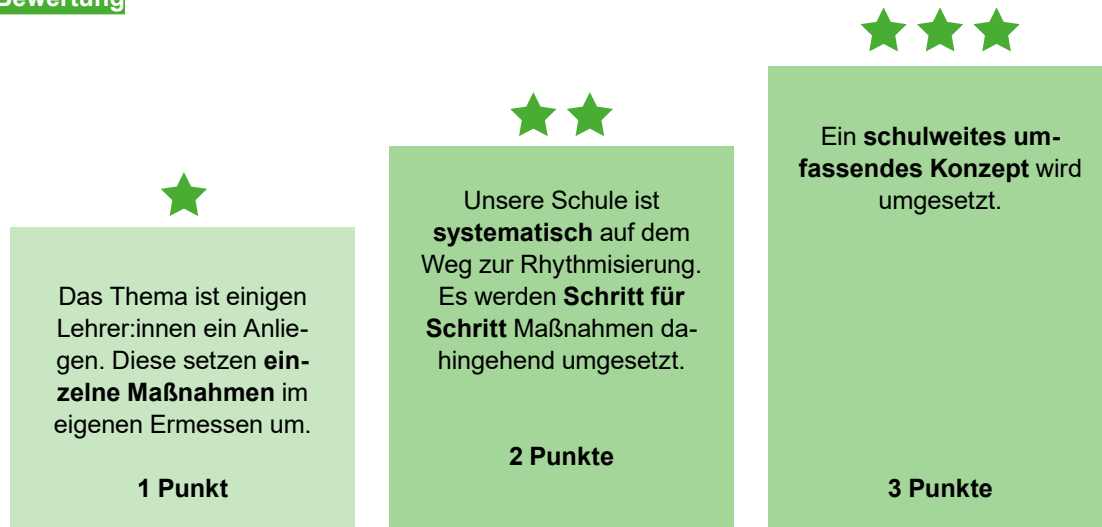 Bewertung
Das Thema ist einigen
Lehrer:innen ein Anlie-
gen. Diese setzen ein-
zelne Maßnahmen im
eigenen Ermessen um.
1 Punkt
Unsere Schule ist
systematisch auf dem
Weg zur Rhythmisierung.
Es werden Schritt für
Schritt Maßnahmen da-
hingehend umgesetzt.
2 Punkte
Ein schulweites um-
fassendes Konzept wird
umgesetzt.
3 Punkte